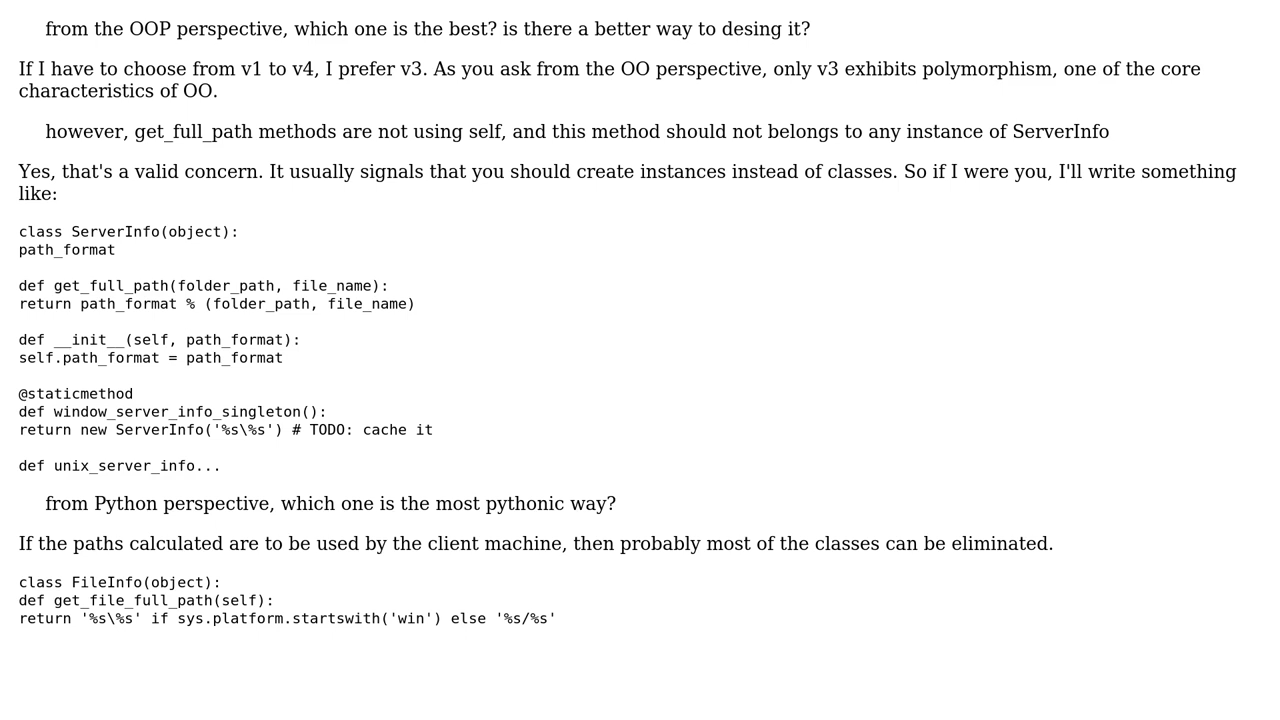 from the OOP perspective, which one is the best? is there a better way to desing it?
If I have to choose from v1 to v4, I prefer v3. As you ask from the OO perspective, only v3 exhibits polymorphism, one of the core
characteristics of OO.
however, get_full_path methods are not using self, and this method should not belongs to any instance of ServerInfo
Yes, that's a valid concern. It usually signals that you should create instances instead of classes. So if I were you, I'll write something
like:
class ServerInfo(object):
path_format
def get_full_path(folder_path, file_name):
return path_format % (folder_path, file_name)
def __init__(self, path_format):
self.path_format = path_format
@staticmethod
def window_server_info_singleton():
return new ServerInfo('%s\%s') # TODO: cache it
def unix_server_info...
from Python perspective, which one is the most pythonic way?
If the paths calculated are to be used by the client machine, then probably most of the classes can be eliminated.
class FileInfo(object):
def get_file_full_path(self):
return '%s\%s' if sys.platform.startswith('win') else '%s/%s'